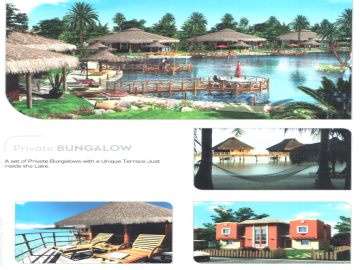 Private BUNGALOW
A set of Private Bungalows with a Unique Terrace Just
Inside the Lake.